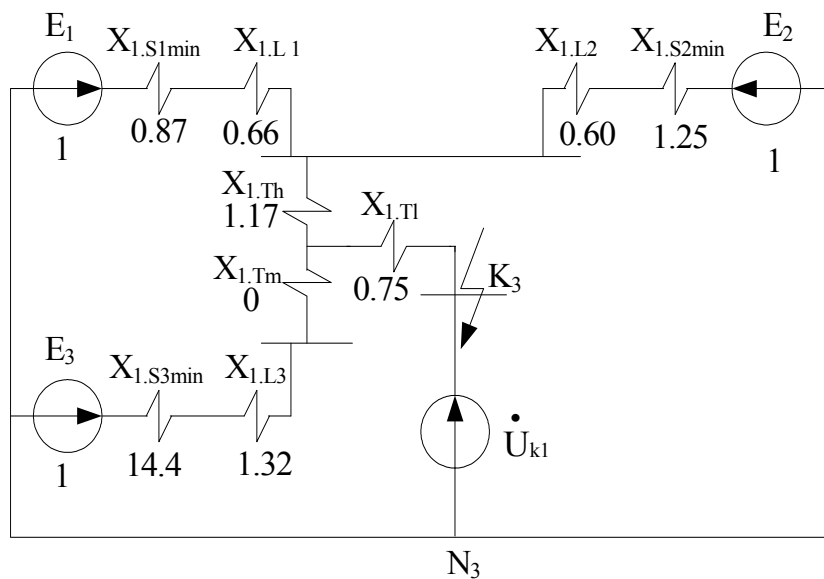 E1
X1.S1min
X1.L 1
X1.L2
X1.S2min
E2
1
0.87
0.66
0.60
1.25
1
X1.Th
1.17
X1.Tl
0.75
X1.Tm
0
K3
E3
X1.S3min
X1.L3
1
14.4
1.32
U̇k1
N3